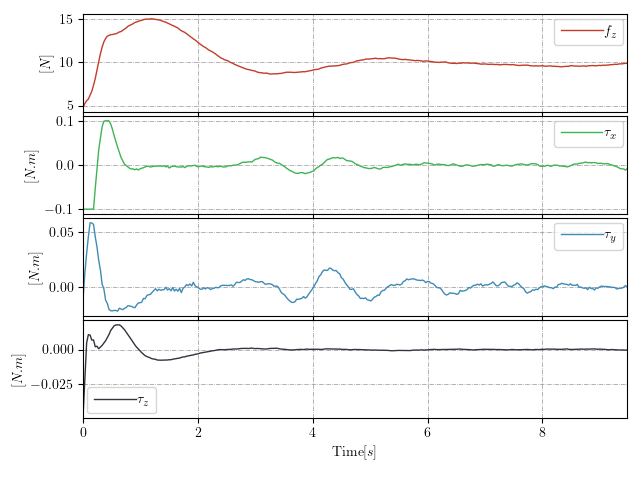 15
10
5
[N]
f_z
0.1
0.0
−0.1
[N.m]
τ_x
0.05
0.00
[N.m]
τ_y
0.000
−0.025
[N.m]
τ_z
0 2 4 6 8
Time[s]